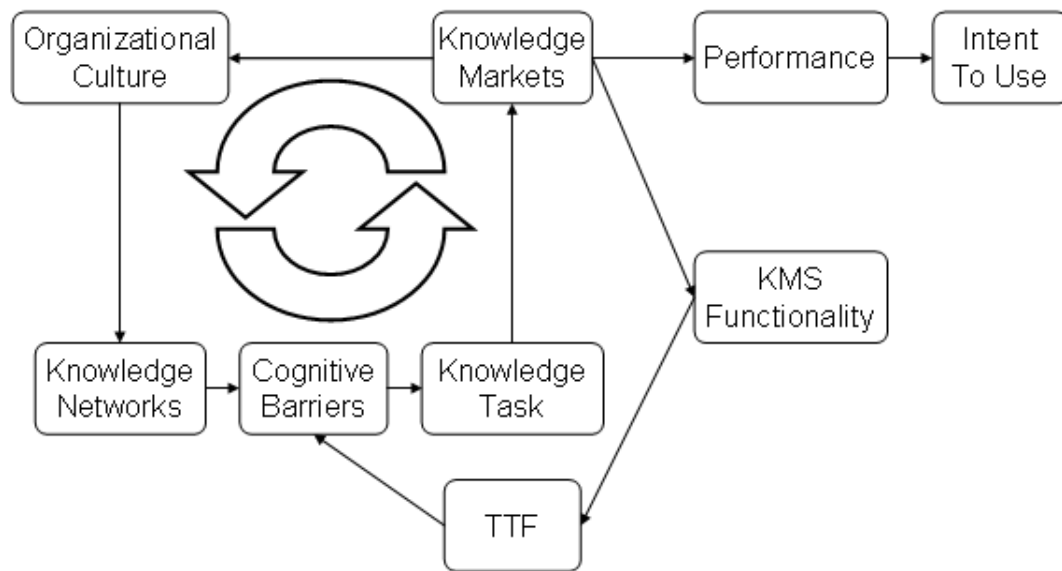 Organizational
Culture
Knowledge
Markets
Performance
Intent
To Use
KMS
Functionality
Knowledge
Networks
Cognitive
Barriers
Knowledge
Task
TTF